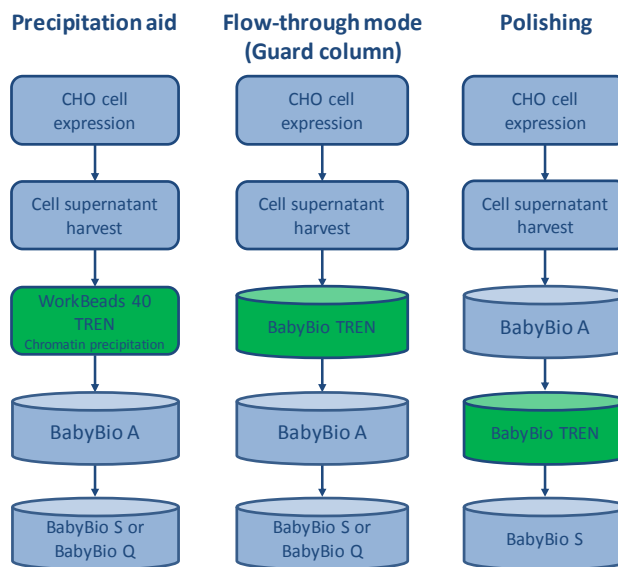 Precipitation aid
CHO cell
expression
Cell supernatant
harvest
WorkBeads 40
TREN
Chromatin precipitation
BabyBio A
BabyBio S or
BabyBio Q
Flow-through mode
(Guard column)
CHO cell
expression
Cell supernatant
harvest
BabyBio TREN
BabyBio A
BabyBio S or
BabyBio Q
Polishing
CHO cell
expression
Cell supernatant
harvest
BabyBio A
BabyBio TREN
BabyBio S